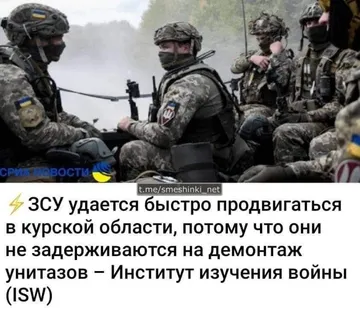 НОВОСТИ
t.me/smeshinki_net
⚡ЗСУ удается быстро продвигаться
в курской области, потому что они
не задерживаются на демонтаж
унитазов – Институт изучения войны
(ISW)